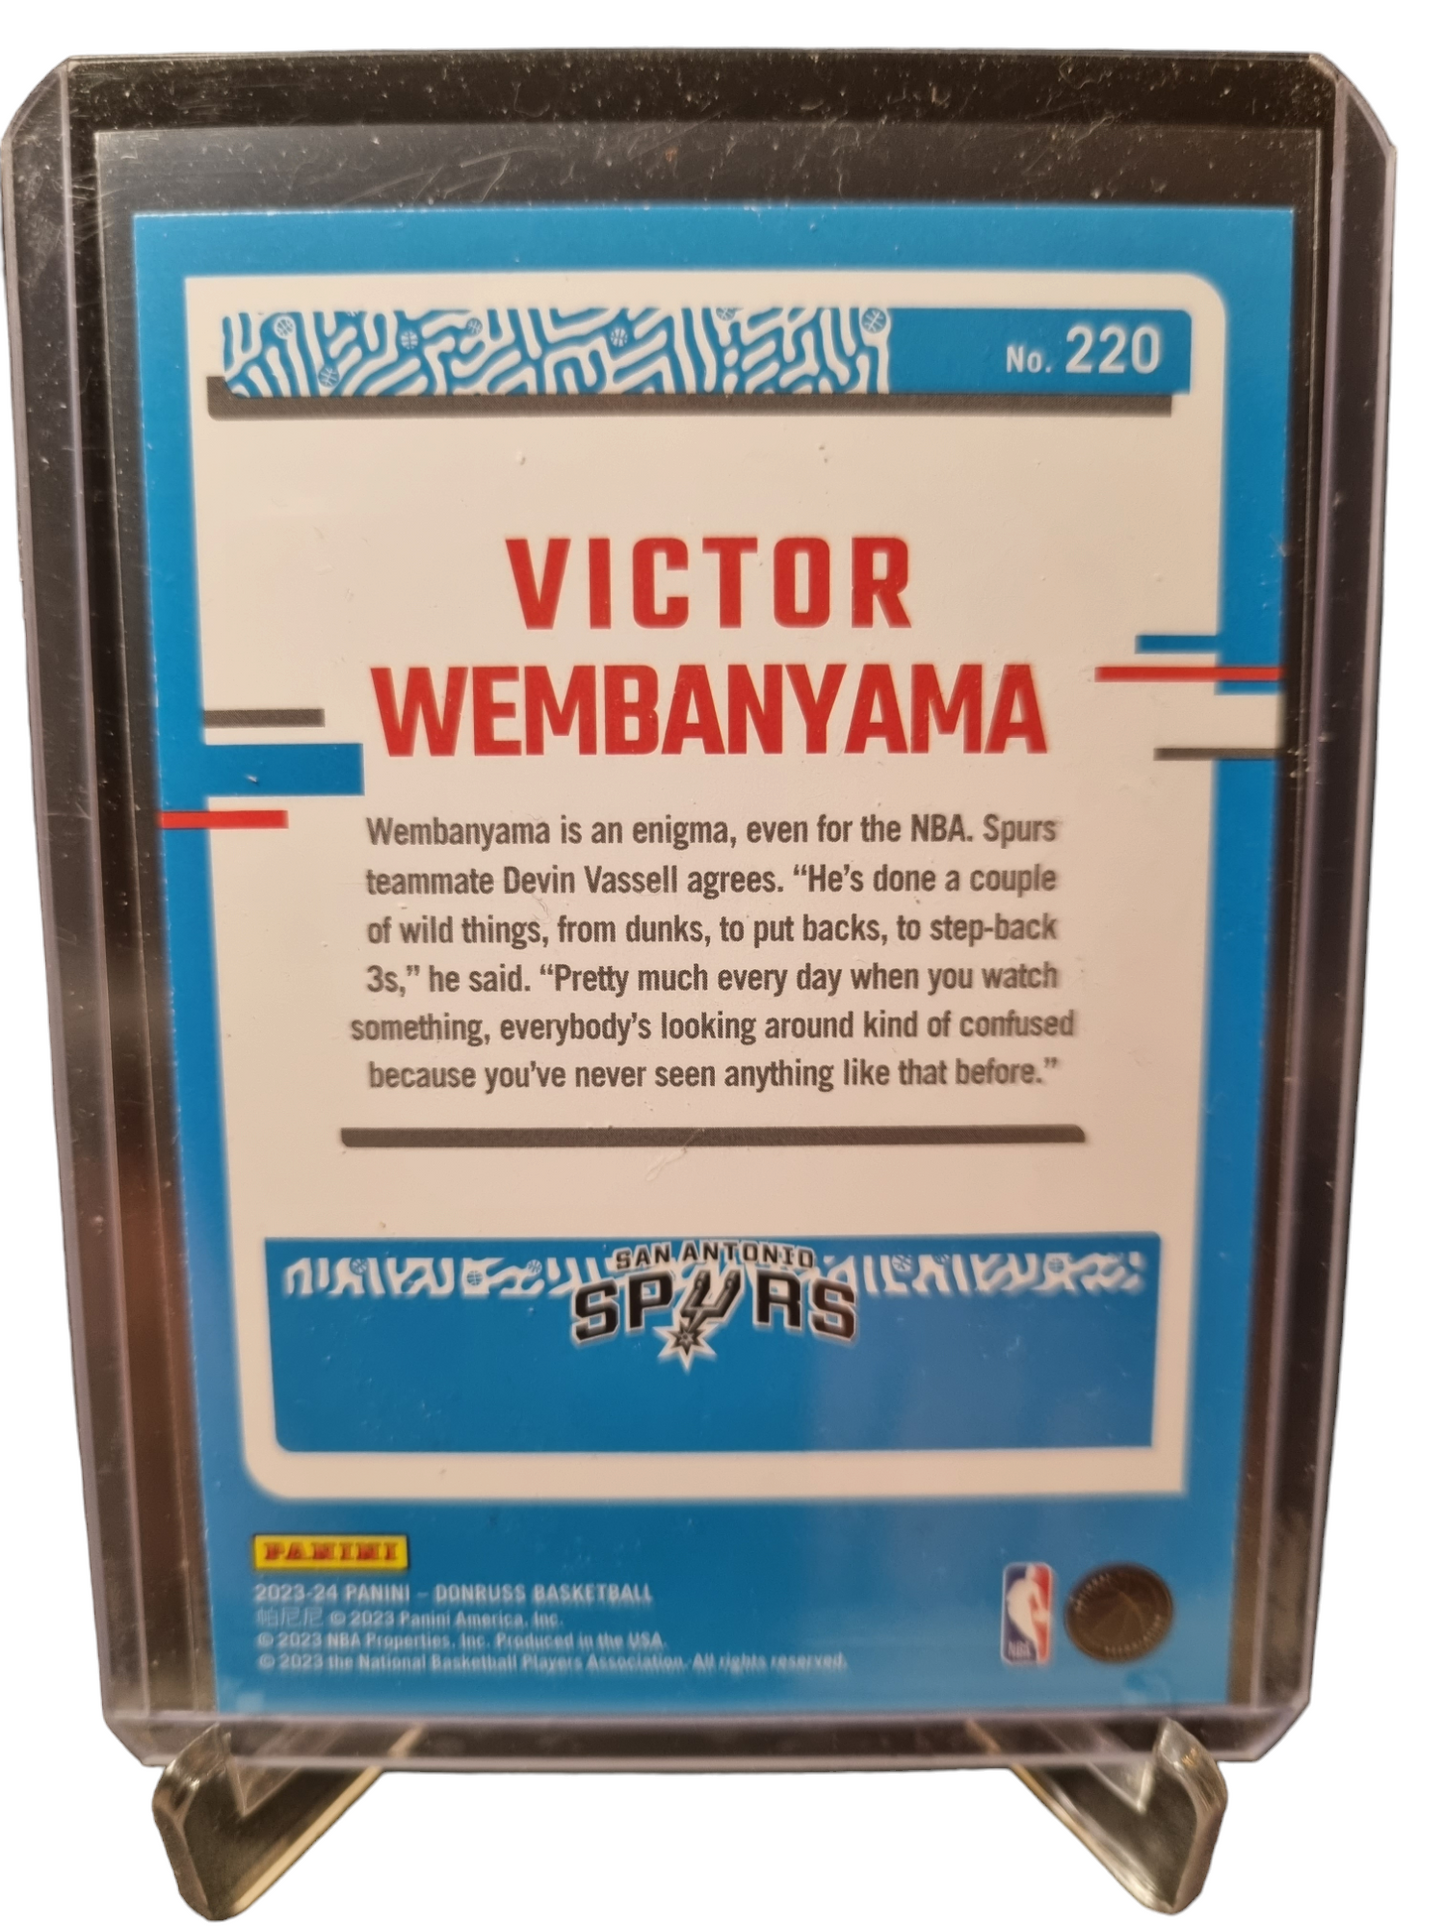 No. 220
VICTOR
WEMBANYAMA
Wembanyama is an enigma, even for the NBA. Spurs
teammate Devin Vassell agrees. “He’s done a couple
of wild things, from dunks, to put backs, to step-back
3s,” he said. “Pretty much every day when you watch
something, everybody’s looking around kind of confused
because you’ve never seen anything like that before.”
SAN ANTONIO
SPURS
PANINI
2023-24 PANINI – DONRUSS BASKETBALL
帕尼尼 © 2023 Panini America, Inc.
© 2023 NBA Properties, Inc. Produced in the USA.
© 2023 the National Basketball Players Association. All rights reserved.
NBA